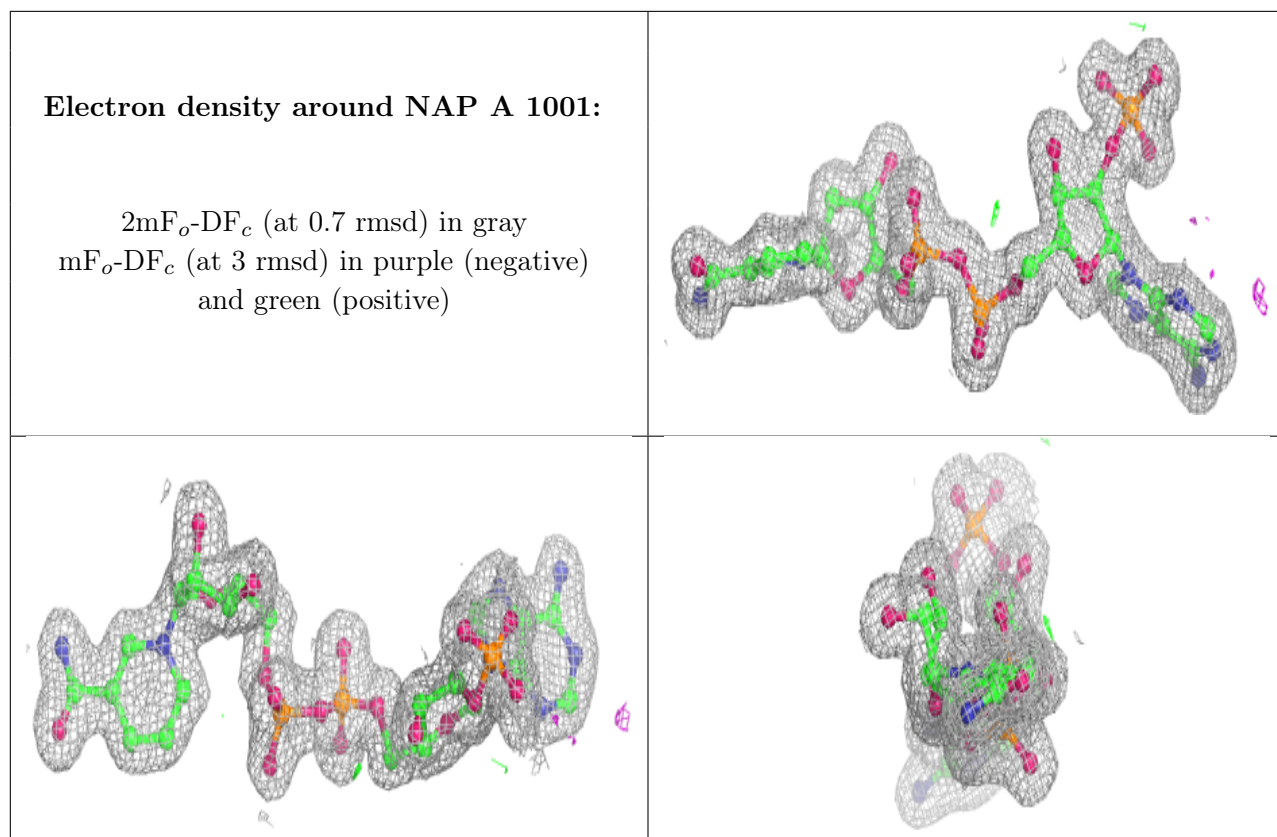 Electron density around NAP A 1001:
2mFo-DFc (at 0.7 rmsd) in gray
mFo-DFc (at 3 rmsd) in purple (negative)
and green (positive)